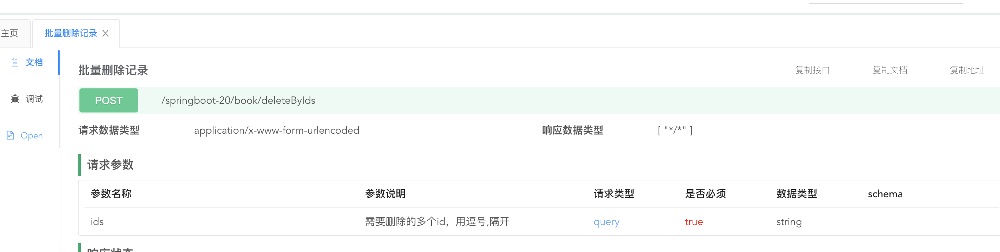 主页 批量删除记录
文档
调试
Open
批量删除记录 复制接口 复制文档 复制地址
POST /springboot-20/book/deleteByIds
请求数据类型 application/x-www-form-urlencoded 响应数据类型 [ "*/*" ]
请求参数
参数名称 参数说明 请求类型 是否必须 数据类型 schema
ids 需要删除的多个id，用逗号,隔开 query true string
响应状态